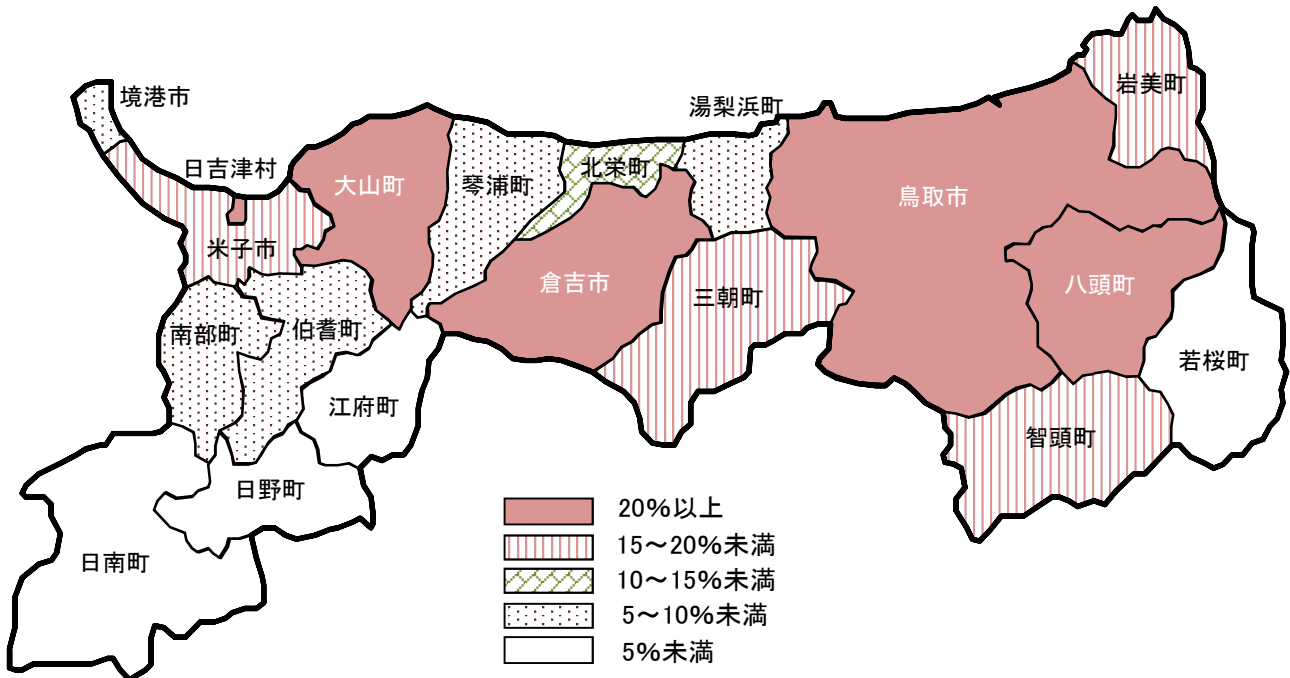 境港市
日吉津村
米子市
大山町
琴浦町
北栄町
湯梨浜町
鳥取市
岩美町
倉吉市
三朝町
八頭町
南部町
伯耆町
江府町
若桜町
智頭町
日野町
日南町
20%以上
15~20%未満
10~15%未満
5~10%未満
5%未満